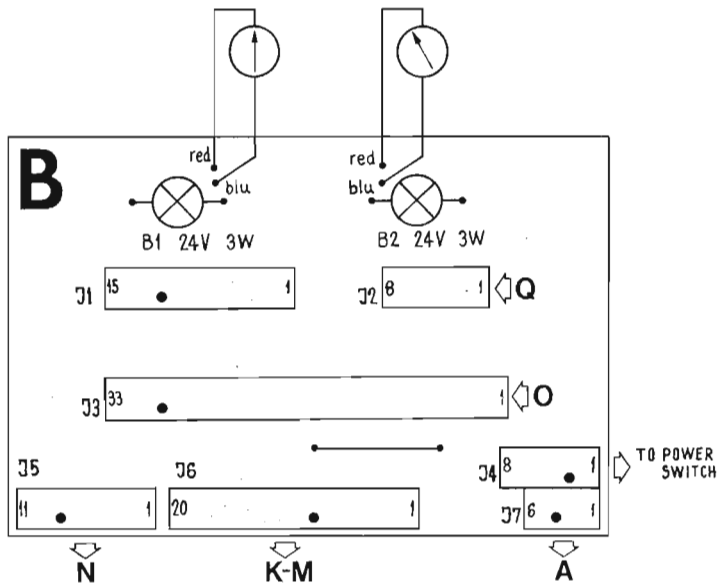 red
red
B
blu
blu
B1 24V 3W
B2 24V 3W
J1 15 1
J2 8 1 Q
J3 33 1 O
J5
J6
J4 8 1
TO POWER
SWITCH
11 1
20 1
J7 6 1
N
K-M
A